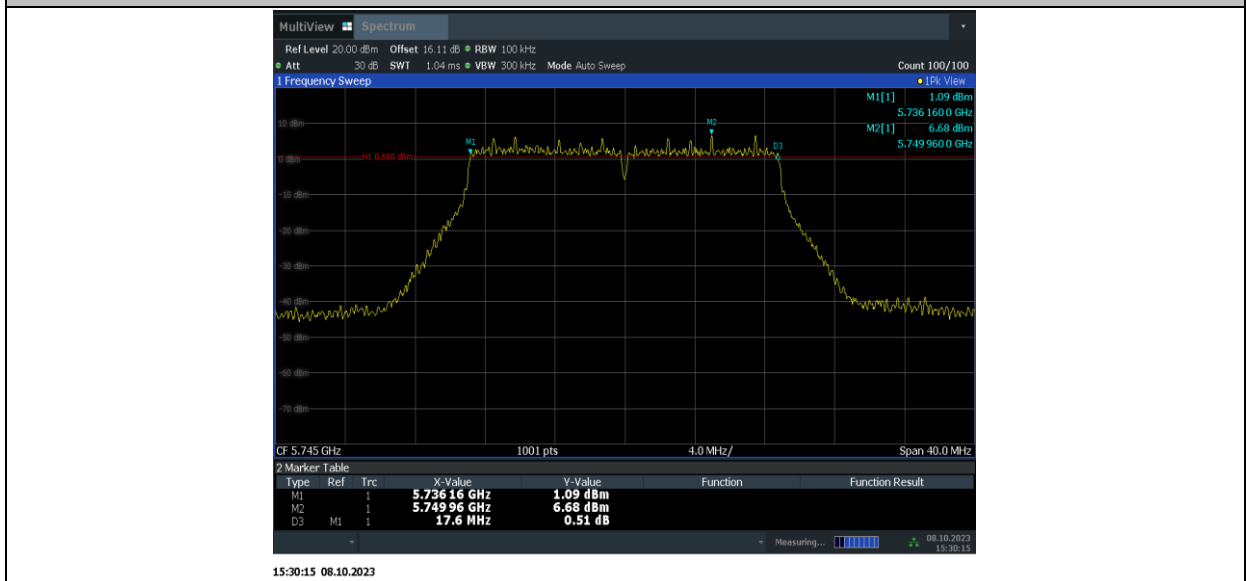 MultiView Spectrum
Ref Level 20.00 dBm Offset 16.11 dB RBW 100 kHz
Att 30 dB SWT 1.04 ms VBW 300 kHz Mode Auto Sweep Count 100/100
1 Frequency Sweep 1Pk View
M1[1] 1.09 dBm
5.736 160 0 GHz
M2[1] 6.68 dBm
5.749 960 0 GHz
10 dBm
M2
M1
D3
0 dBm
H1 0.680 dBm
-10 dBm
-20 dBm
-30 dBm
-40 dBm
-50 dBm
-60 dBm
-70 dBm
CF 5.745 GHz 1001 pts 4.0 MHz/ Span 40.0 MHz
2 Marker Table
Type Ref Trc X-Value Y-Value Function Function Result
M1 1 5.736 16 GHz 1.09 dBm
M2 1 5.749 96 GHz 6.68 dBm
D3 M1 1 17.6 MHz 0.51 dB
Measuring... 08.10.2023
15:30:15
15:30:15 08.10.2023